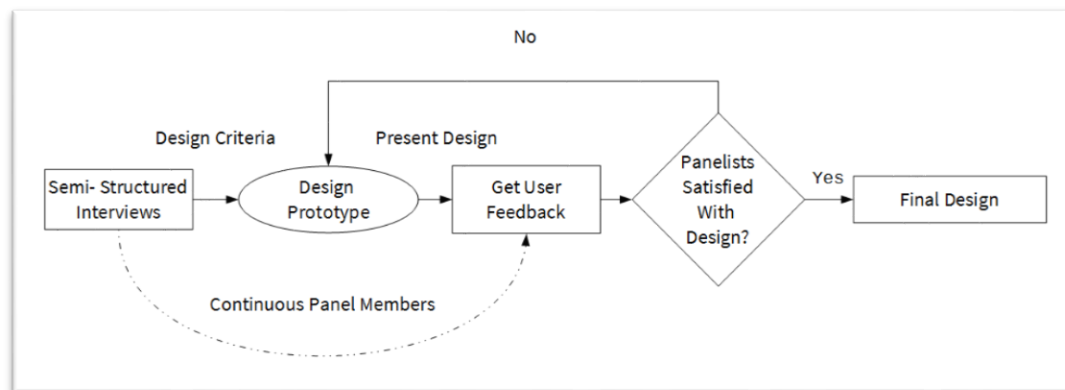 No
Design Criteria
Present Design
Semi- Structured
Interviews
Design
Prototype
Get User
Feedback
Panelists
Satisfied
With
Design?
Yes
Final Design
Continuous Panel Members